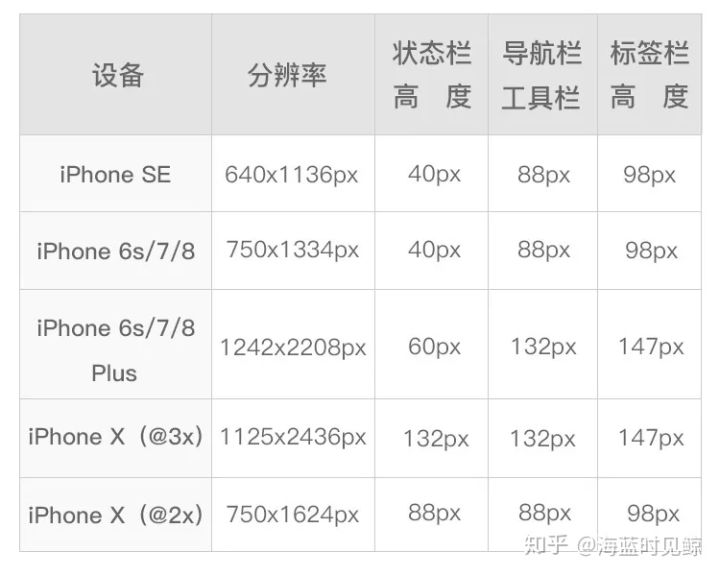 设备 分辨率 状态栏 高 度 导航栏 工具栏 标签栏 高 度
iPhone SE 640x1136px 40px 88px 98px
iPhone 6s/7/8 750x1334px 40px 88px 98px
iPhone 6s/7/8 Plus 1242x2208px 60px 132px 147px
iPhone X（@3x） 1125x2436px 132px 132px 147px
iPhone X（@2x） 750x1624px 88px 88px 98px
知乎 @海蓝时见鲸